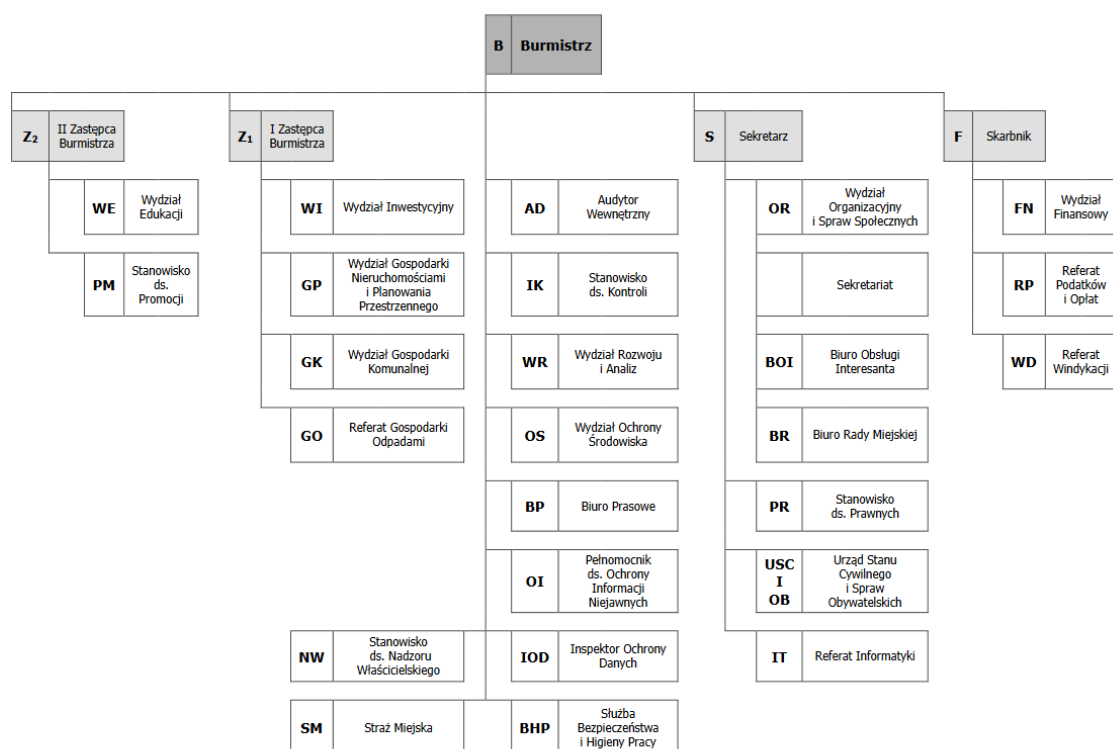 B Burmistrz
Z₂ II Zastępca
Burmistrza
Z₁ I Zastępca
Burmistrza
S Sekretarz
F Skarbnik
WE Wydział
Edukacji
PM Stanowisko
ds.
Promocji
WI Wydział Inwestycyjny
GP Wydział Gospodarki
Nieruchomościami
i Planowania
Przestrzennego
GK Wydział Gospodarki
Komunalnej
GO Referat Gospodarki
Odpadami
AD Audytor
Wewnętrzny
IK Stanowisko
ds. Kontroli
WR Wydział Rozwoju
i Analiz
OS Wydział Ochrony
Środowiska
BP Biuro Prasowe
OI Pełnomocnik
ds. Ochrony
Informacji
Niejawnych
NW Stanowisko
ds. Nadzoru
Właścicielskiego
IOD Inspektor Ochrony
Danych
SM Straż Miejska
BHP Służba
Bezpieczeństwa
i Higieny Pracy
OR Wydział
Organizacyjny
i Spraw Społecznych
Sekretariat
BOI Biuro Obsługi
Interesanta
BR Biuro Rady Miejskiej
PR Stanowisko
ds. Prawnych
USC
I
OB
Urząd Stanu
Cywilnego
i Spraw
Obywatelskich
IT Referat Informatyki
FN Wydział
Finansowy
RP Referat
Podatków
i Opłat
WD Referat
Windykacji